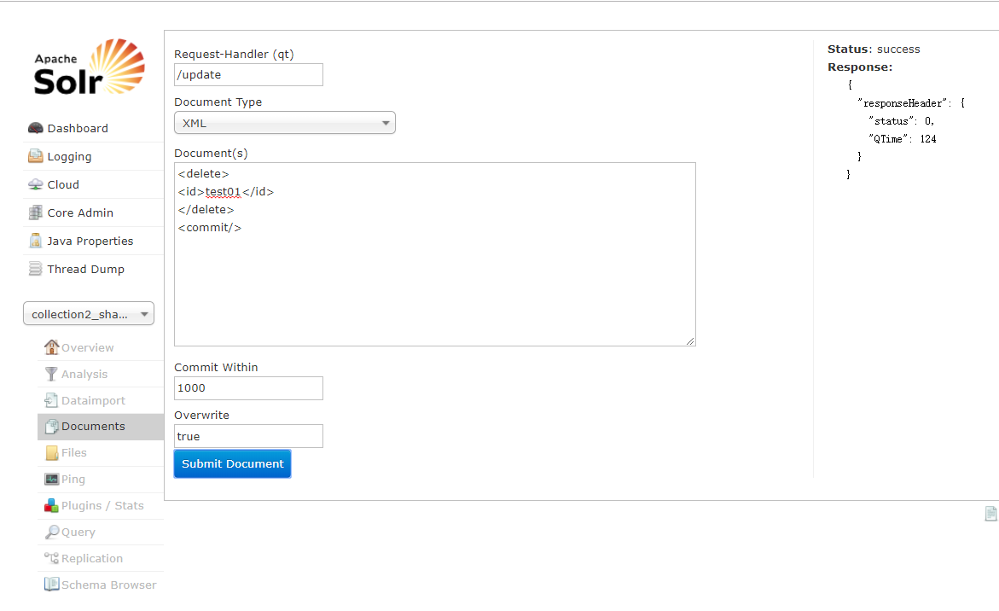 Apache
Solr
Dashboard
Logging
Cloud
Core Admin
Java Properties
Thread Dump
collection2_sha...
Overview
Analysis
Dataimport
Documents
Files
Ping
Plugins / Stats
Query
Replication
Schema Browser
Request-Handler (qt)
/update
Document Type
XML
Document(s)
<delete>
<id>test01</id>
</delete>
<commit/>
Commit Within
1000
Overwrite
true
Submit Document
Status: success
Response:
{
"responseHeader": {
"status": 0,
"QTime": 124
}
}